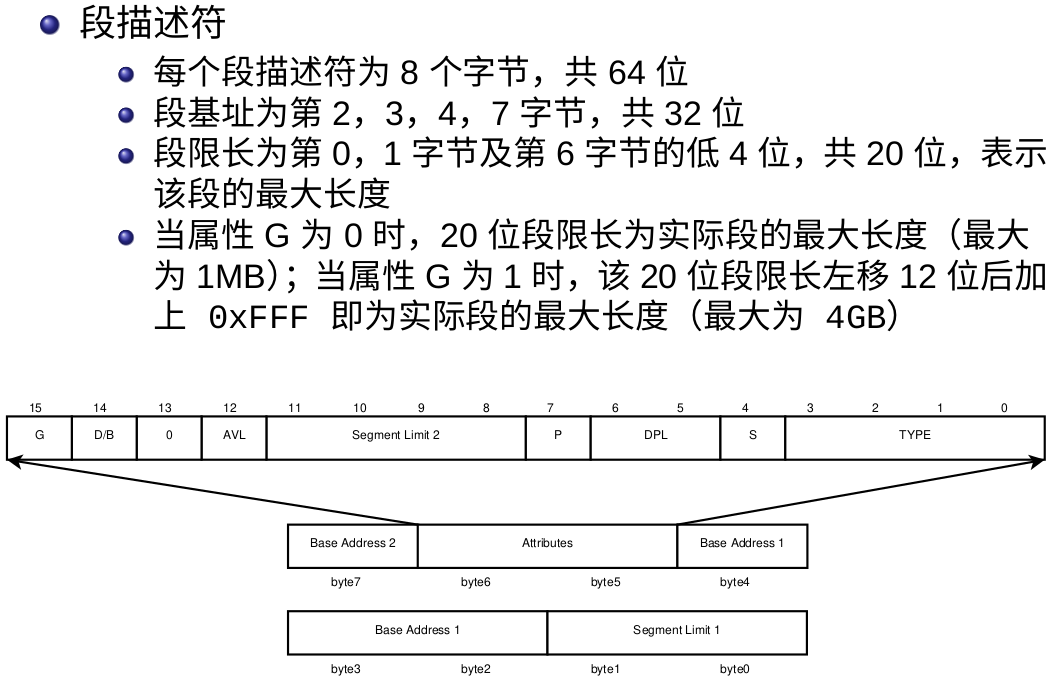 段描述符
每个段描述符为 8 个字节，共 64 位
段基址为第 2，3，4，7 字节，共 32 位
段限长为第 0，1 字节及第 6 字节的低 4 位，共 20 位，表示
该段的最大长度
当属性 G 为 0 时，20 位段限长为实际段的最大长度（最大
为 1MB）；当属性 G 为 1 时，该 20 位段限长左移 12 位后加
上 0xFFF 即为实际段的最大长度（最大为 4GB）
15 14 13 12 11 10 9 8 7 6 5 4 3 2 1 0
G D/B 0 AVL Segment Limit 2 P DPL S TYPE
Base Address 2 Attributes Base Address 1
byte7 byte6 byte5 byte4
Base Address 1 Segment Limit 1
byte3 byte2 byte1 byte0